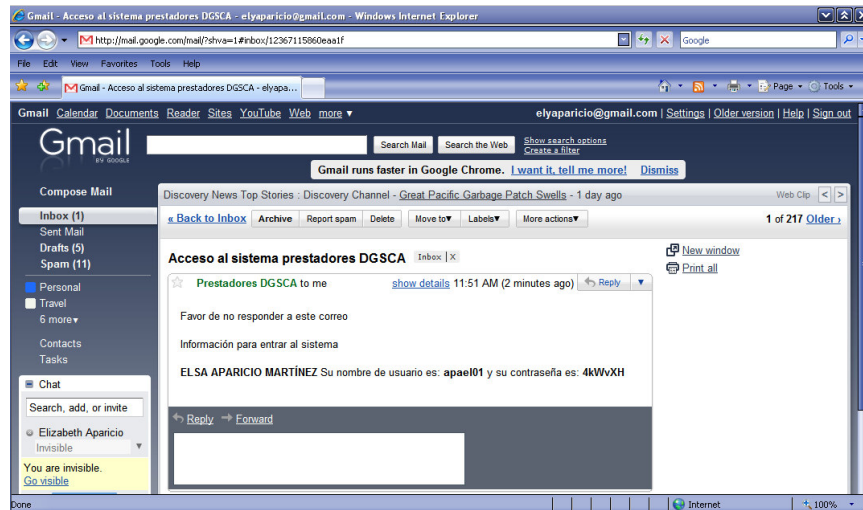 Gmail - Acceso al sistema prestadores DGSCA - elyaparicio@gmail.com - Windows Internet Explorer
http://mail.google.com/mail/?shva=1#inbox/12367115860eaa1f
Google
File Edit View Favorites Tools Help
Gmail - Acceso al sistema prestadores DGSCA - elyapa...
Page Tools
Gmail Calendar Documents Reader Sites YouTube Web more ▾
elyaparicio@gmail.com | Settings | Older version | Help | Sign out
Gmail
BY GOOGLE
Search Mail Search the Web
Show search options
Create a filter
Gmail runs faster in Google Chrome. I want it, tell me more! Dismiss
Compose Mail
Inbox (1)
Sent Mail
Drafts (5)
Spam (11)
Personal
Travel
6 more▾
Contacts
Tasks
Chat
Search, add, or invite
Elizabeth Aparicio
Invisible
You are invisible.
Go visible
Discovery News Top Stories : Discovery Channel - Great Pacific Garbage Patch Swells - 1 day ago
Web Clip < >
« Back to Inbox Archive Report spam Delete Move to▾ Labels▾ More actions▾
1 of 217 Older ›
Acceso al sistema prestadores DGSCA Inbox | X
New window
Print all
Prestadores DGSCA to me show details 11:51 AM (2 minutes ago) Reply ▾
Favor de no responder a este correo
Información para entrar al sistema
ELSA APARICIO MARTÍNEZ Su nombre de usuario es: apael01 y su contraseña es: 4kWvXH
Reply Forward
Done
Internet
100%